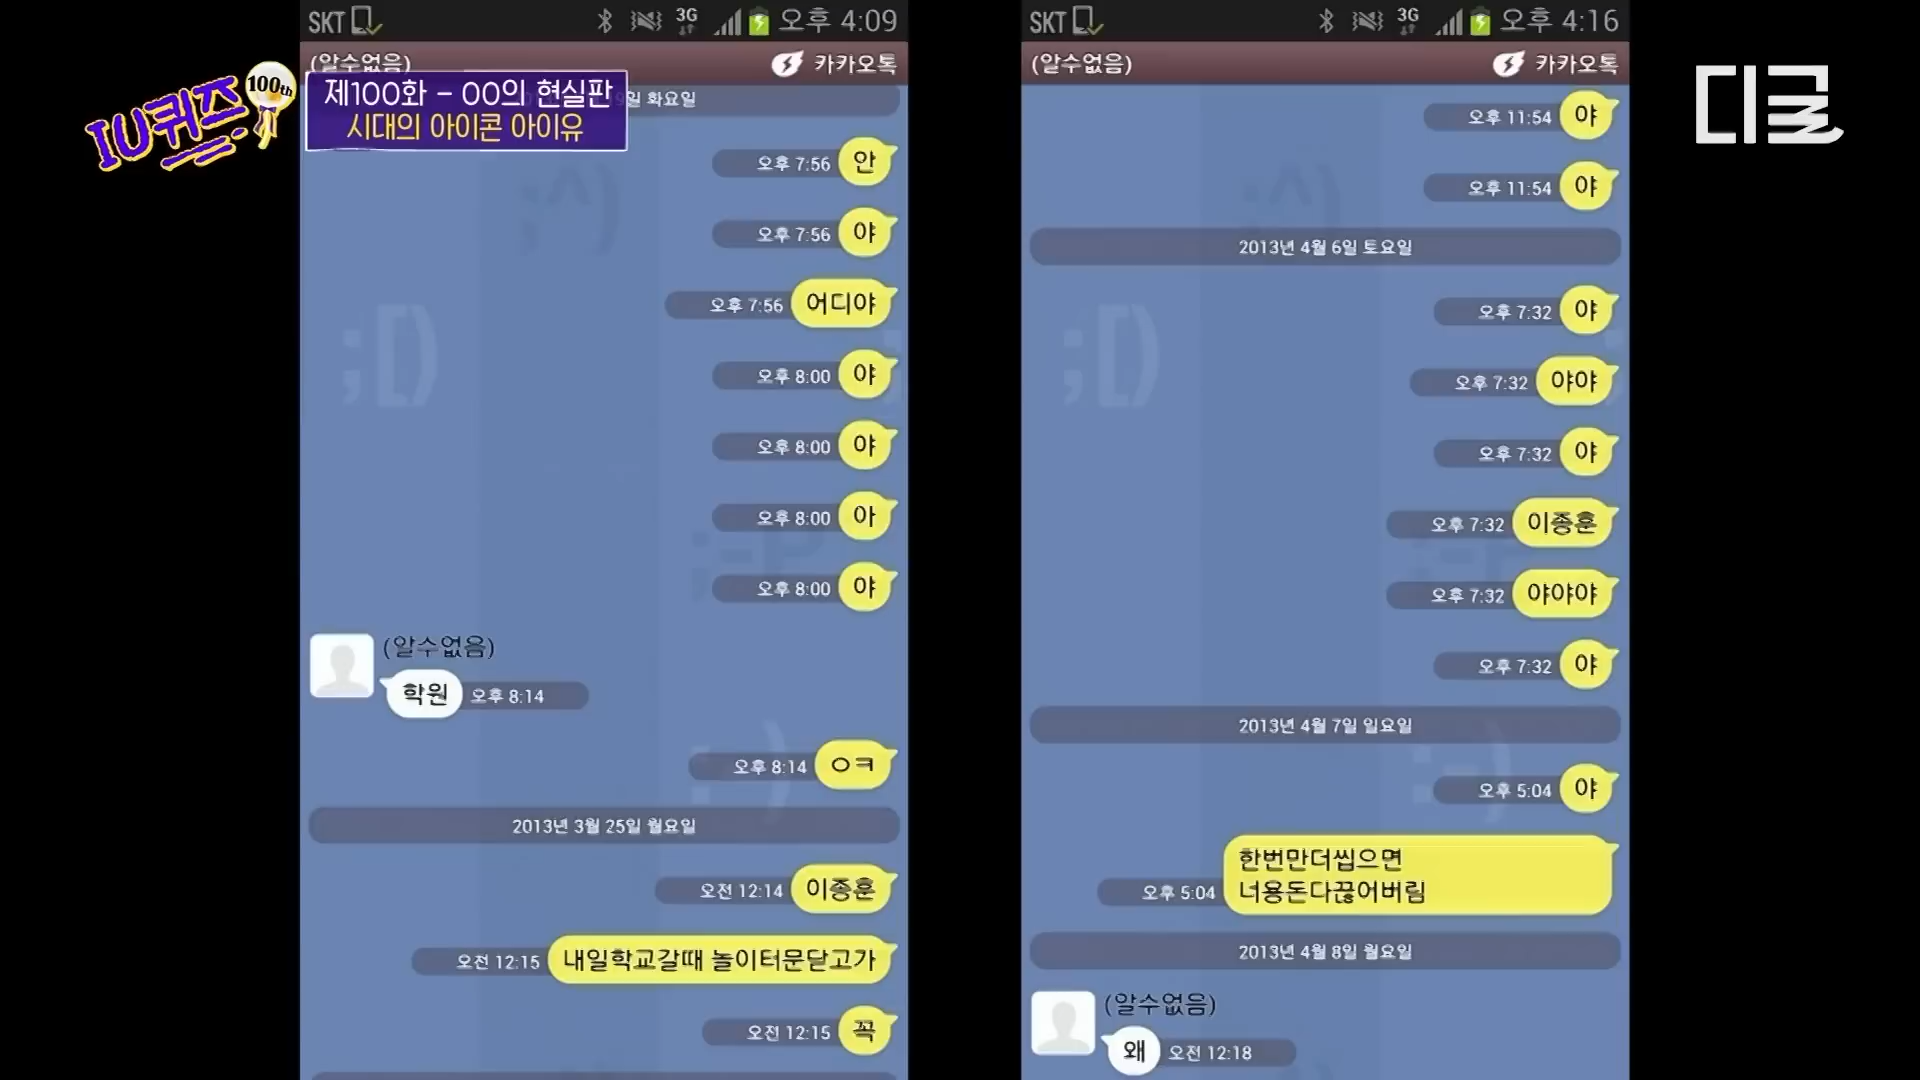 IU퀴즈
100th
제100화 - OO의 현실판
시대의 아이콘 아이유
디글
SKT
3G
오후 4:09
(알수없음)
카카오톡
일 화요일
오후 7:56
안
오후 7:56
야
오후 7:56
어디야
오후 8:00
야
오후 8:00
야
오후 8:00
아
오후 8:00
야
(알수없음)
학원
오후 8:14
오후 8:14
ㅇㅋ
2013년 3월 25일 월요일
오전 12:14
이종훈
오전 12:15
내일학교갈때 놀이터문닫고가
오전 12:15
꼭
SKT
3G
오후 4:16
(알수없음)
카카오톡
오후 11:54
야
오후 11:54
야
2013년 4월 6일 토요일
오후 7:32
야
오후 7:32
야야
오후 7:32
야
오후 7:32
이종훈
오후 7:32
야야야
오후 7:32
야
2013년 4월 7일 일요일
오후 5:04
야
한번만더씹으면
너용돈다끊어버림
오후 5:04
2013년 4월 8일 월요일
(알수없음)
왜
오전 12:18